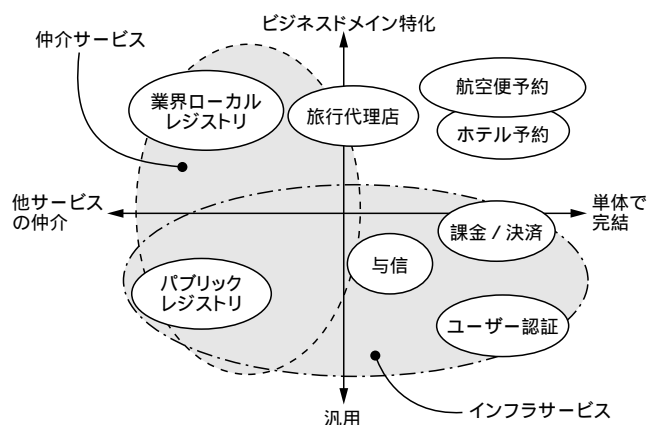 ビジネスドメイン特化
仲介サービス
業界ローカル
レジストリ
旅行代理店
航空便予約
ホテル予約
他サービス
の仲介
単体で
完結
課金 / 決済
与信
パブリック
レジストリ
ユーザー認証
汎用
インフラサービス